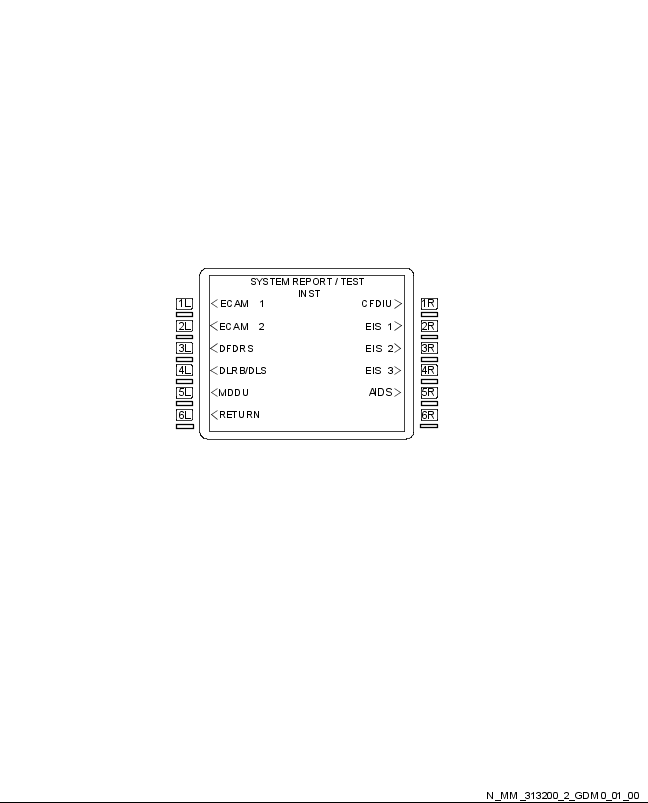 SYSTEM REPORT / TEST
INST
1L <ECAM 1 CFDIU> 1R
2L <ECAM 2 EIS 1> 2R
3L <DFDRS EIS 2> 3R
4L <DLRB/DLS EIS 3> 4R
5L <MDDU AIDS> 5R
6L <RETURN 6R
N_MM_313200_2_GDM0_01_00